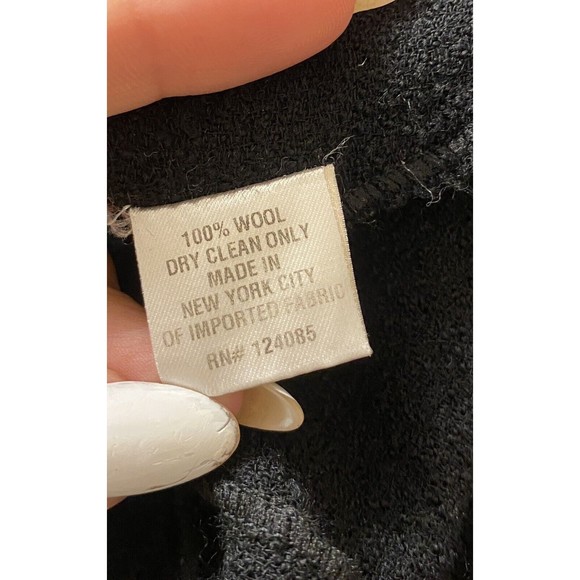 100% WOOL
DRY CLEAN ONLY
MADE IN
NEW YORK CITY
OF IMPORTED FABRIC
RN# 124085